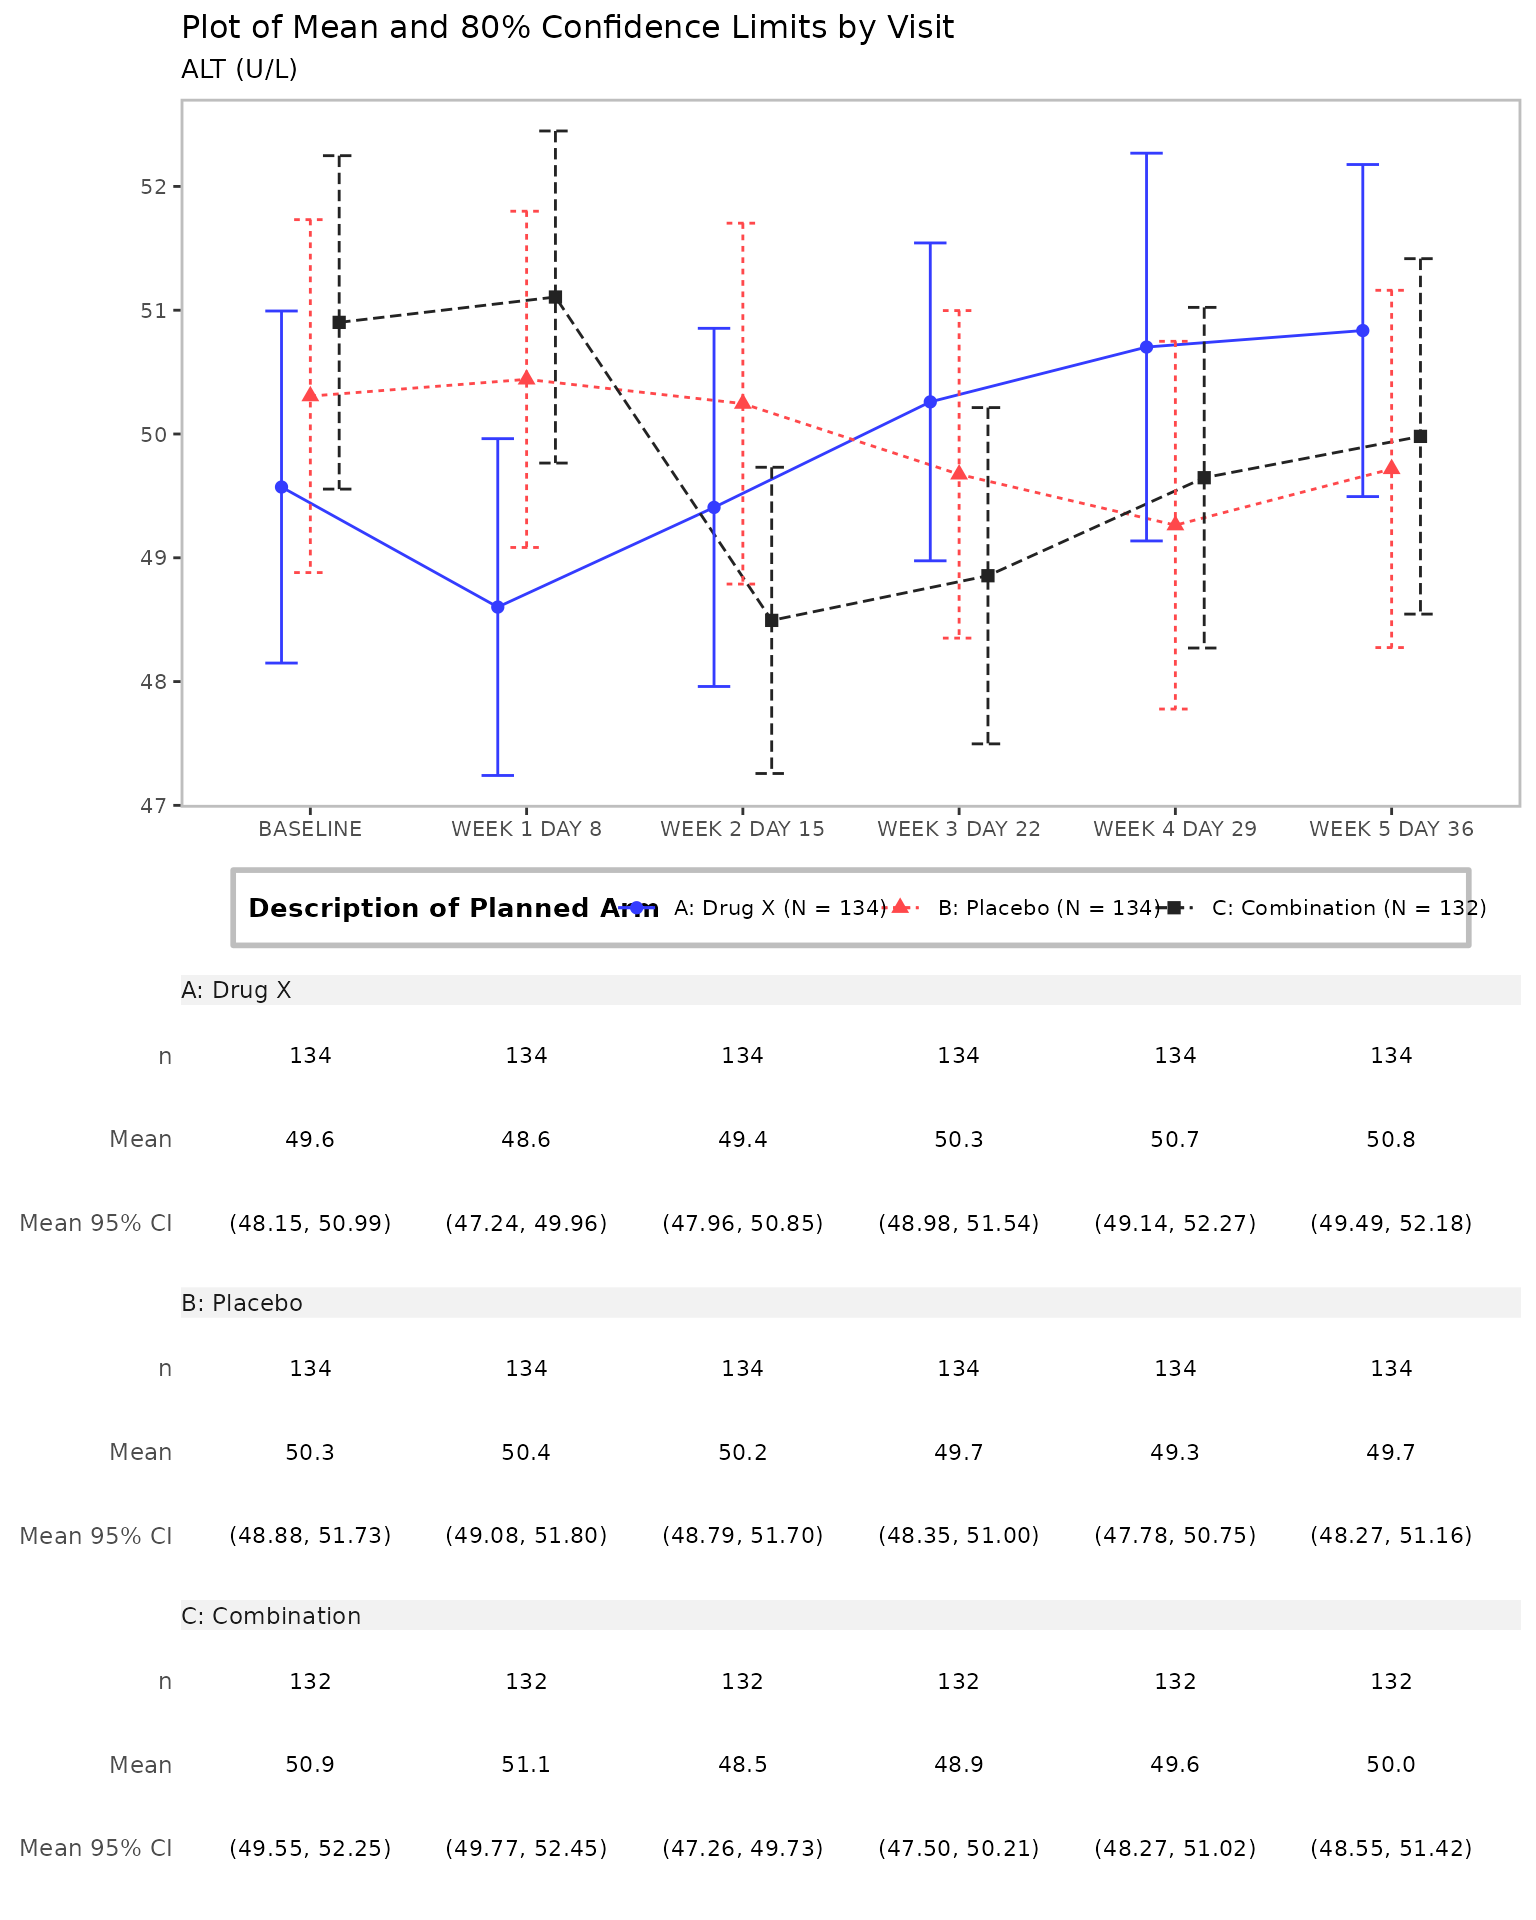 Plot of Mean and 80% Confidence Limits by Visit
ALT (U/L)
52
51
50
49
48
47
BASELINE WEEK 1 DAY 8 WEEK 2 DAY 15 WEEK 3 DAY 22 WEEK 4 DAY 29 WEEK 5 DAY 36
Description of Planned Arm A: Drug X (N = 134) B: Placebo (N = 134) C: Combination (N = 132)
A: Drug X
n 134 134 134 134 134 134
Mean 49.6 48.6 49.4 50.3 50.7 50.8
Mean 95% CI (48.15, 50.99) (47.24, 49.96) (47.96, 50.85) (48.98, 51.54) (49.14, 52.27) (49.49, 52.18)
B: Placebo
n 134 134 134 134 134 134
Mean 50.3 50.4 50.2 49.7 49.3 49.7
Mean 95% CI (48.88, 51.73) (49.08, 51.80) (48.79, 51.70) (48.35, 51.00) (47.78, 50.75) (48.27, 51.16)
C: Combination
n 132 132 132 132 132 132
Mean 50.9 51.1 48.5 48.9 49.6 50.0
Mean 95% CI (49.55, 52.25) (49.77, 52.45) (47.26, 49.73) (47.50, 50.21) (48.27, 51.02) (48.55, 51.42)